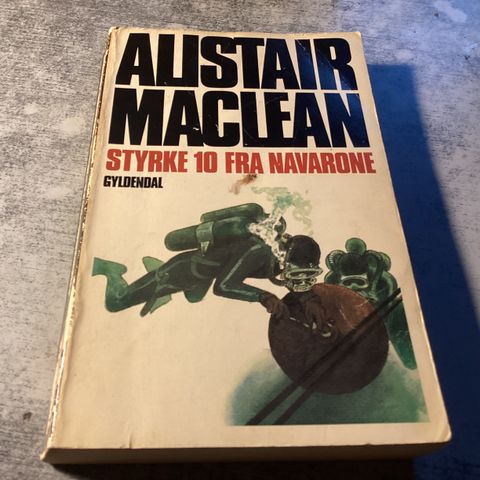 ALISTAIR
MACLEAN
STYRKE 10 FRA NAVARONE
GYLDENDAL